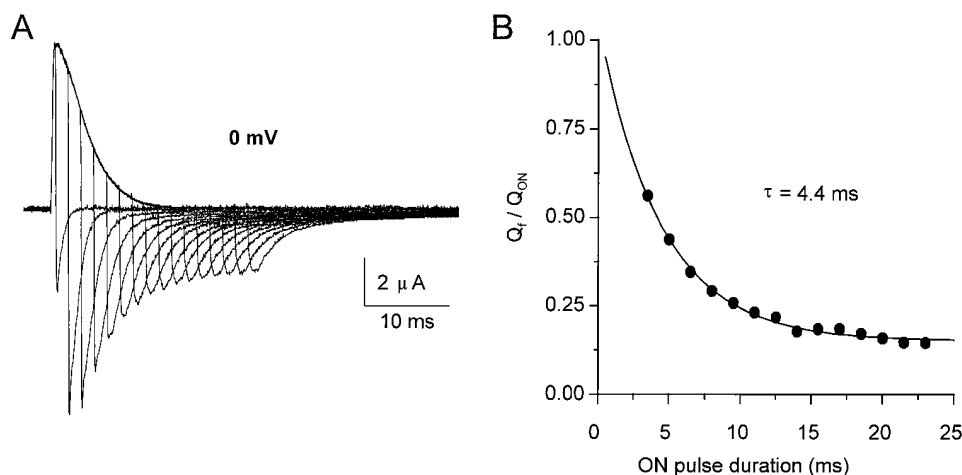 A
0 mV
2 μA
10 ms
B
1.00
0.75
0.50
0.25
0.00
Qf / QON
τ = 4.4 ms
0 5 10 15 20 25
ON pulse duration (ms)